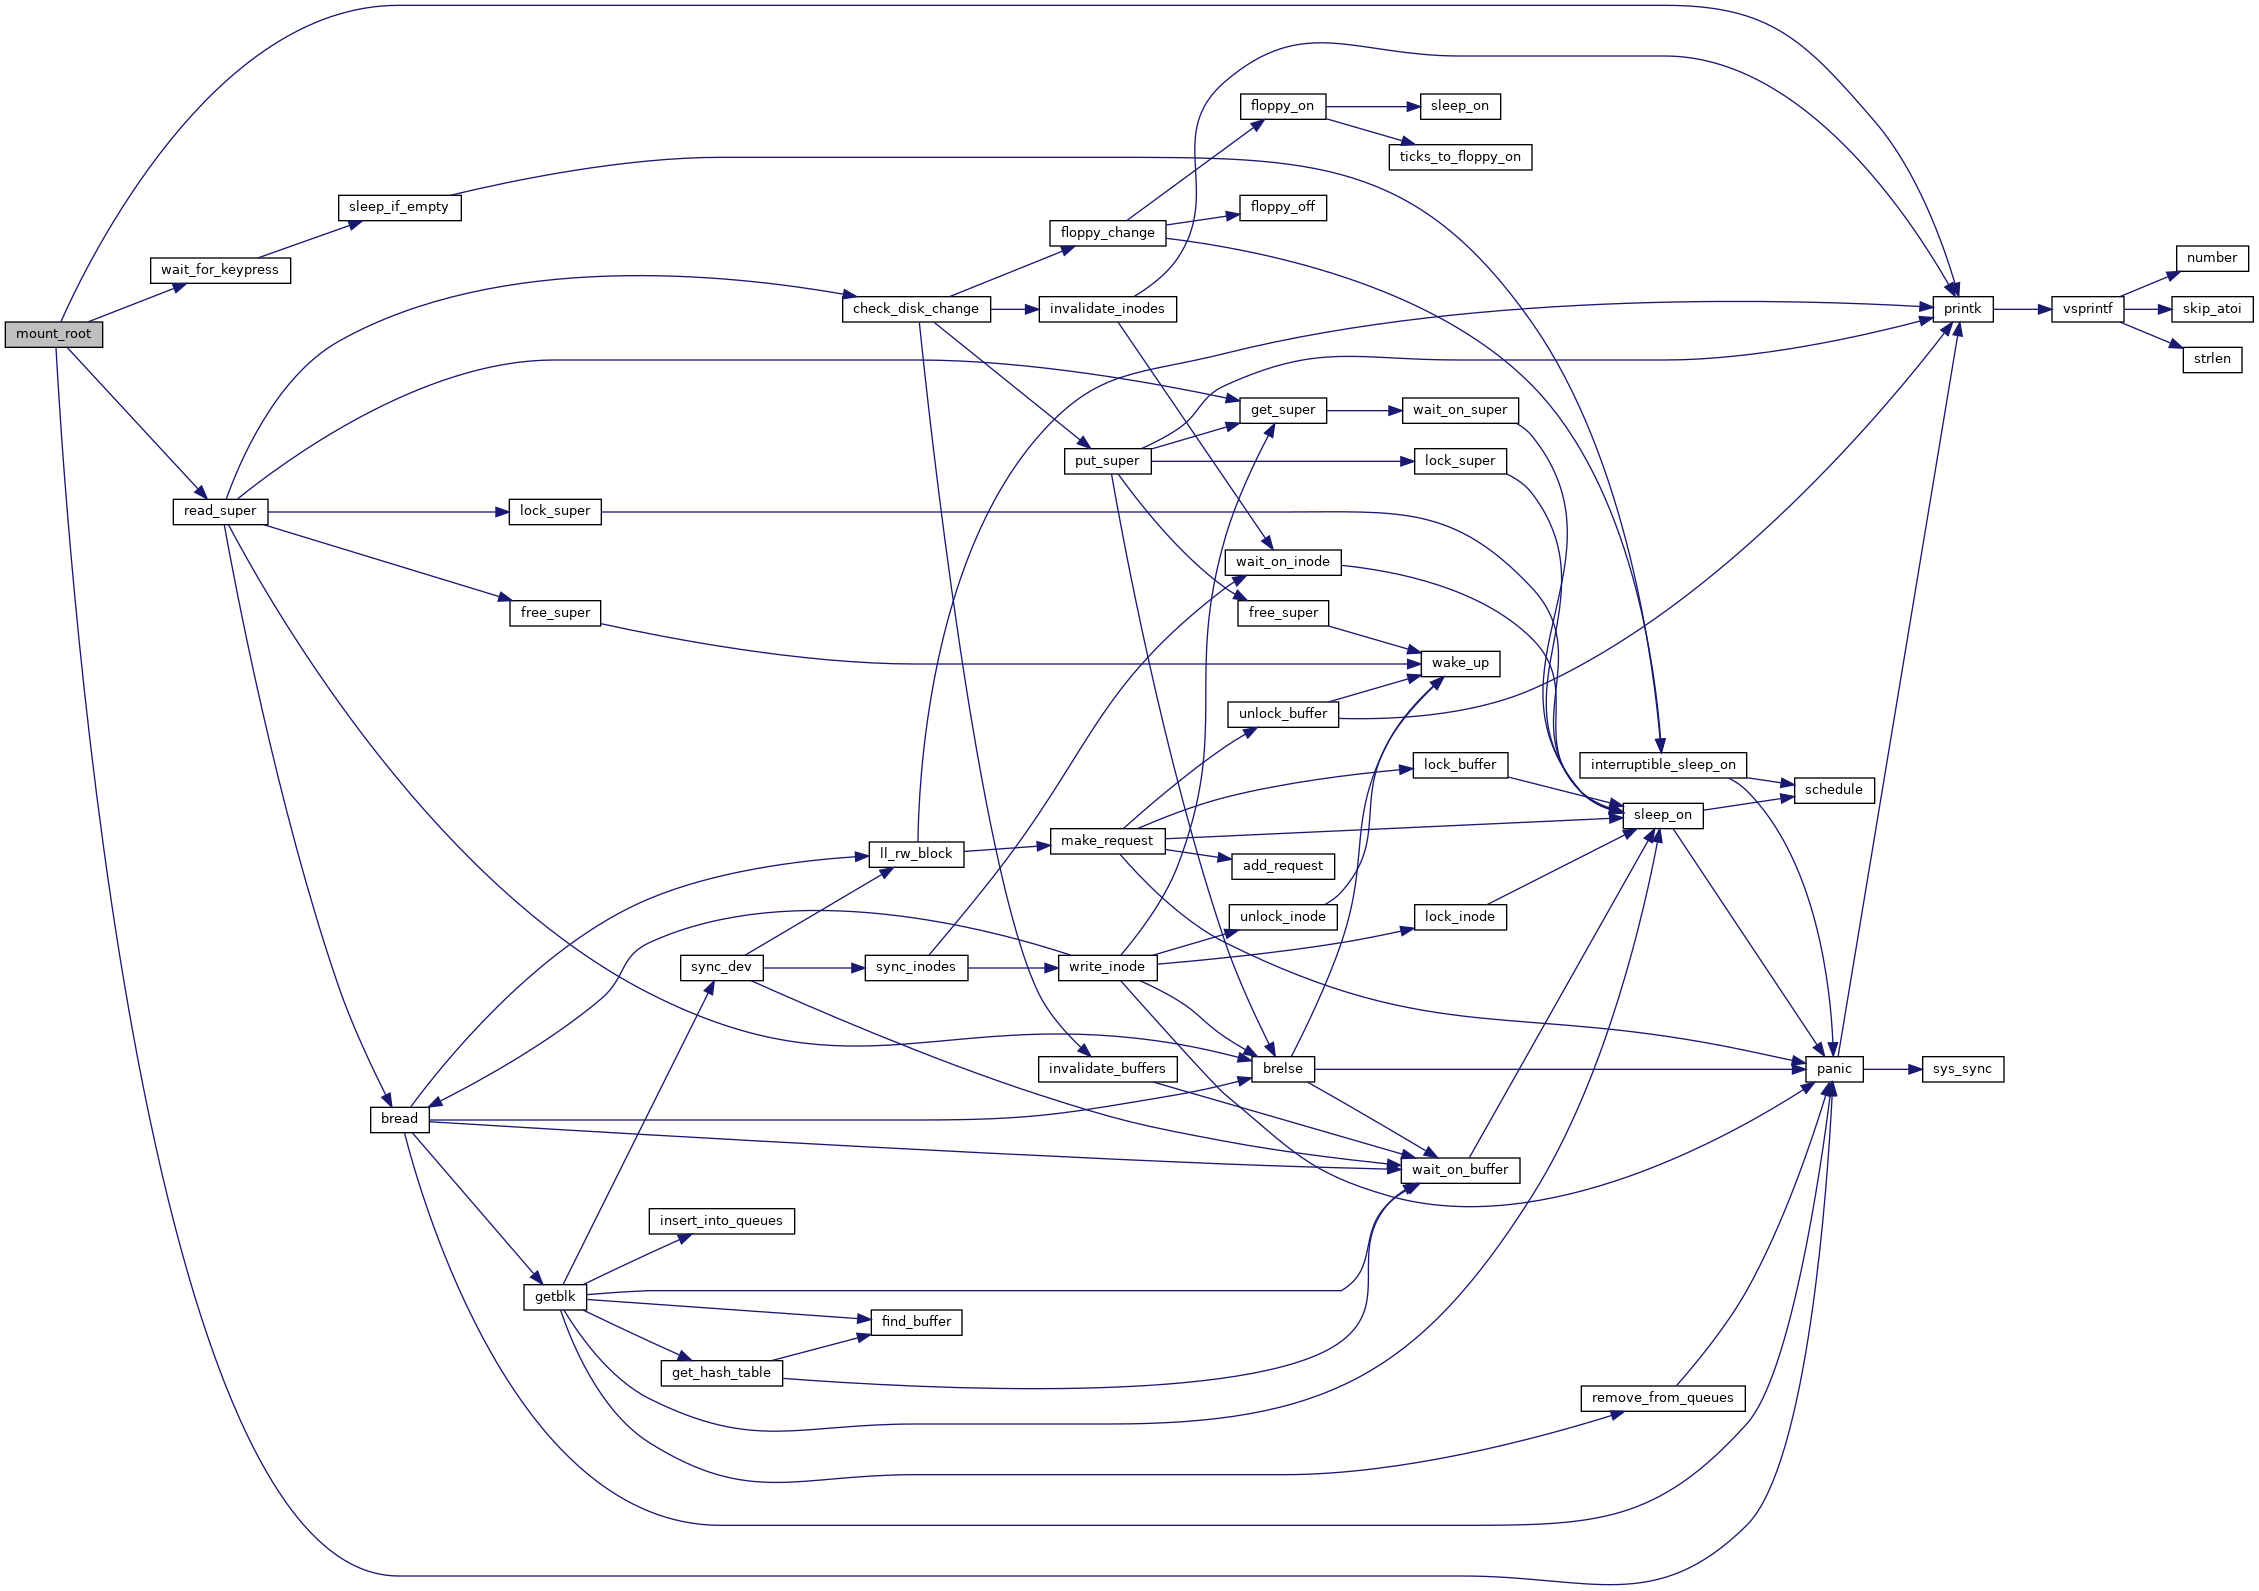 mount_root
wait_for_keypress
sleep_if_empty
read_super
lock_super
free_super
bread
getblk
sync_dev
insert_into_queues
get_hash_table
find_buffer
check_disk_change
ll_rw_block
sync_inodes
floppy_change
invalidate_inodes
put_super
make_request
write_inode
invalidate_buffers
floppy_on
floppy_off
get_super
wait_on_inode
free_super
unlock_buffer
add_request
unlock_inode
brelse
sleep_on
ticks_to_floppy_on
wait_on_super
lock_super
wake_up
lock_buffer
lock_inode
wait_on_buffer
interruptible_sleep_on
sleep_on
remove_from_queues
schedule
panic
printk
sys_sync
vsprintf
number
skip_atoi
strlen